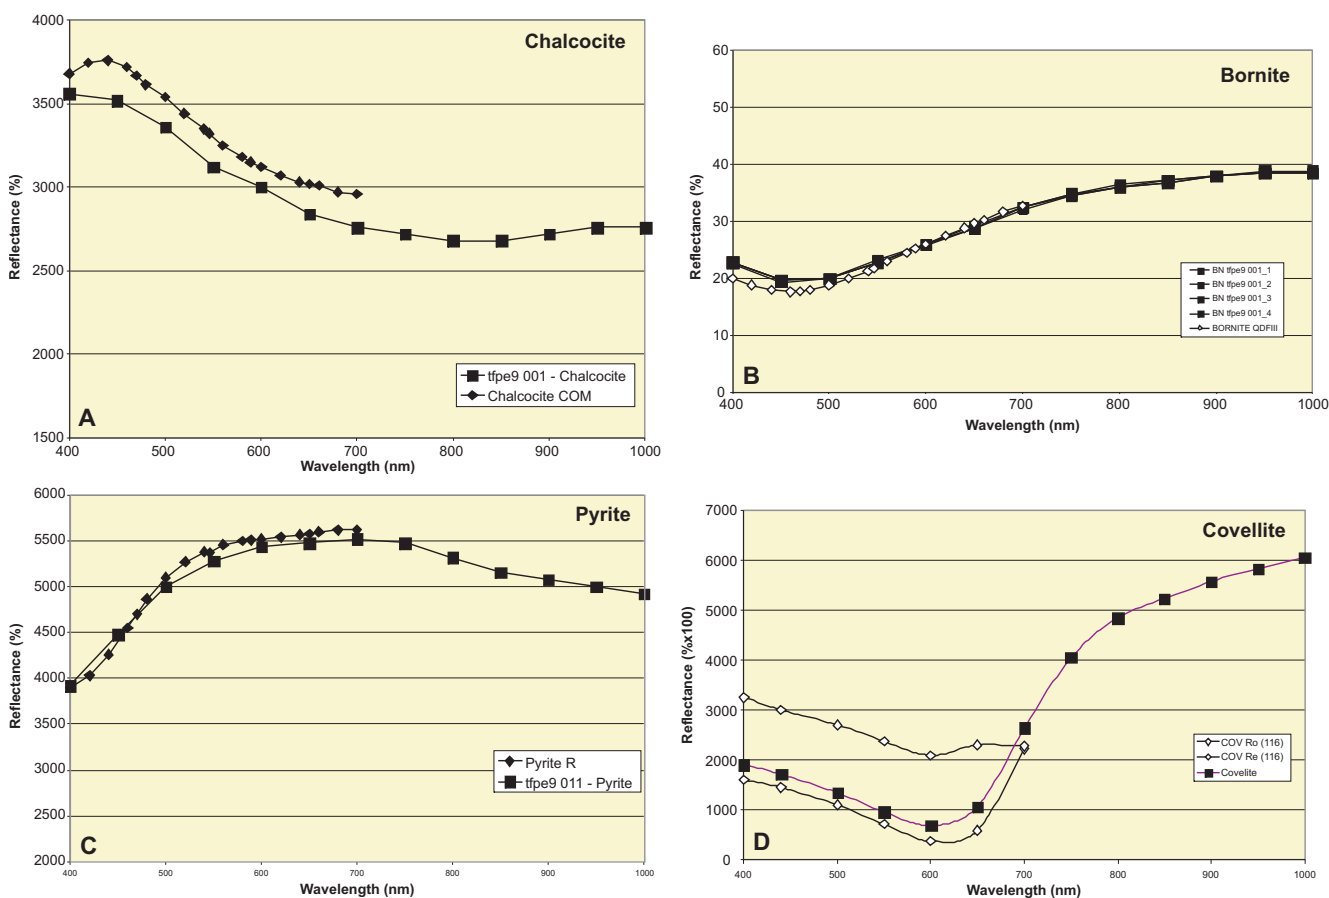 Chalcocite
4000
3500
3000
2500
2000
1500
Reflectance (%)
400 500 600 700 800 900 1000
Wavelength (nm)
tfpe9 001 - Chalcocite
Chalcocite COM
A
Bornite
60
50
40
30
20
10
0
Reflectance (%)
400 500 600 700 800 900 1000
Wavelength (nm)
BN tfpe9 001_1
BN tfpe9 001_2
BN tfpe9 001_3
BN tfpe9 001_4
BORNITE QDFIII
B
Pyrite
6000
5500
5000
4500
4000
3500
3000
2500
2000
Reflectance (%)
400 500 600 700 800 900 1000
Wavelength (nm)
Pyrite R
tfpe9 011 - Pyrite
C
Covellite
7000
6000
5000
4000
3000
2000
1000
0
Reflectance (%x100)
400 500 600 700 800 900 1000
Wavelength (nm)
COV Ro (116)
COV Re (116)
Covelite
D